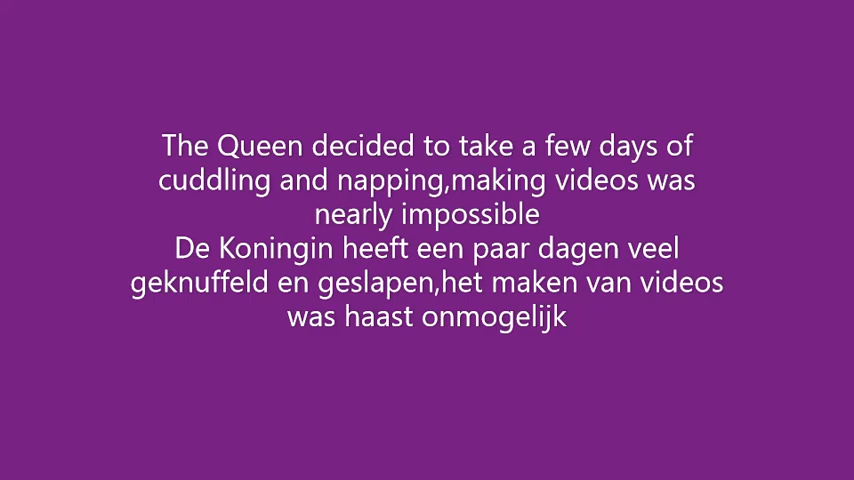 The Queen decided to take a few days of
cuddling and napping,making videos was
nearly impossible
De Koningin heeft een paar dagen veel
geknuffeld en geslapen,het maken van videos
was haast onmogelijk